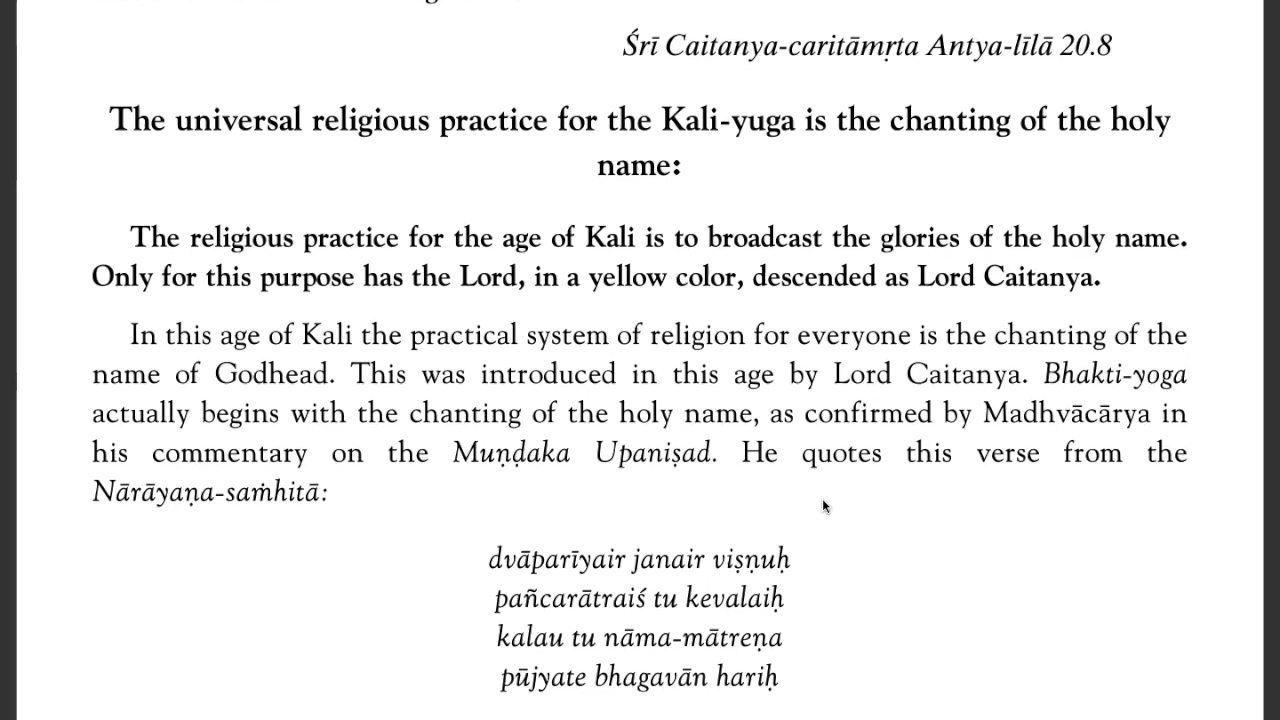 Śrī Caitanya-caritāmṛta Antya-līlā 20.8
The universal religious practice for the Kali-yuga is the chanting of the holy
name:
The religious practice for the age of Kali is to broadcast the glories of the holy name.
Only for this purpose has the Lord, in a yellow color, descended as Lord Caitanya.
In this age of Kali the practical system of religion for everyone is the chanting of the
name of Godhead. This was introduced in this age by Lord Caitanya. Bhakti-yoga
actually begins with the chanting of the holy name, as confirmed by Madhvācārya in
his commentary on the Muṇḍaka Upaniṣad. He quotes this verse from the
Nārāyaṇa-saṁhitā:
dvāparīyair janair viṣṇuḥ
pañcarātraiś tu kevalaiḥ
kalau tu nāma-mātreṇa
pūjyate bhagavān hariḥ